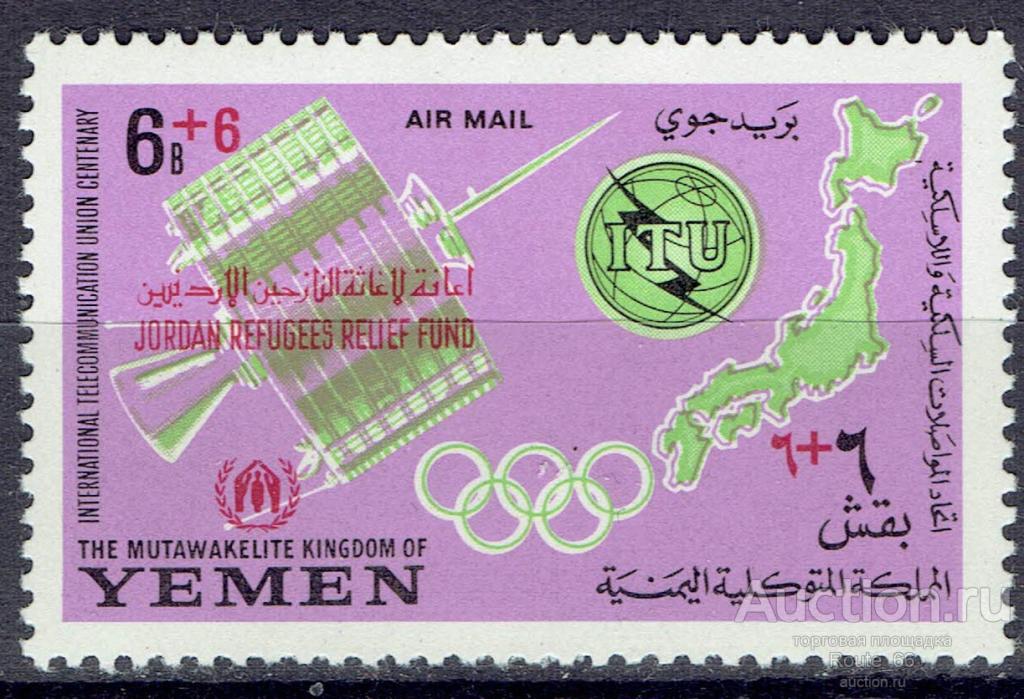 6 B +6
AIR MAIL
بريد جوي
INTERNATIONAL TELECOMMUNICATION UNION CENTENARY
ITU
اتحاد المواصلات السلكية واللاسلكية
اعانة لاغاثة النازحين الاردنيين
JORDAN REFUGEES RELIEF FUND
٦+٦
بقش
THE MUTAWAKELITE KINGDOM OF
YEMEN
المملكة المتوكلية اليمنية
Auction.ru
торговая площадка
Route_66
auction.ru